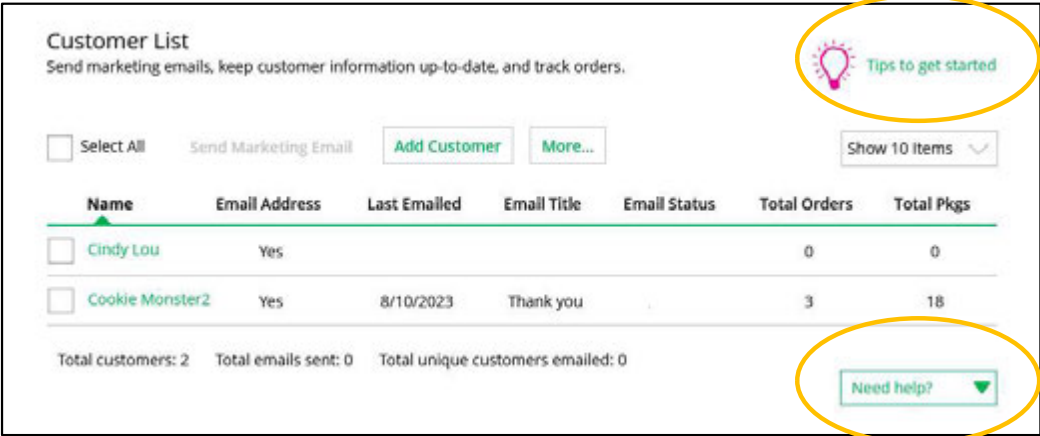 Customer List
Send marketing emails, keep customer information up-to-date, and track orders.
Tips to get started
Select All Send Marketing Email Add Customer More... Show 10 Items
Name Email Address Last Emailed Email Title Email Status Total Orders Total Pkgs
Cindy Lou Yes 0 0
Cookie Monster2 Yes 8/10/2023 Thank you 3 18
Total customers: 2 Total emails sent: 0 Total unique customers emailed: 0
Need help?